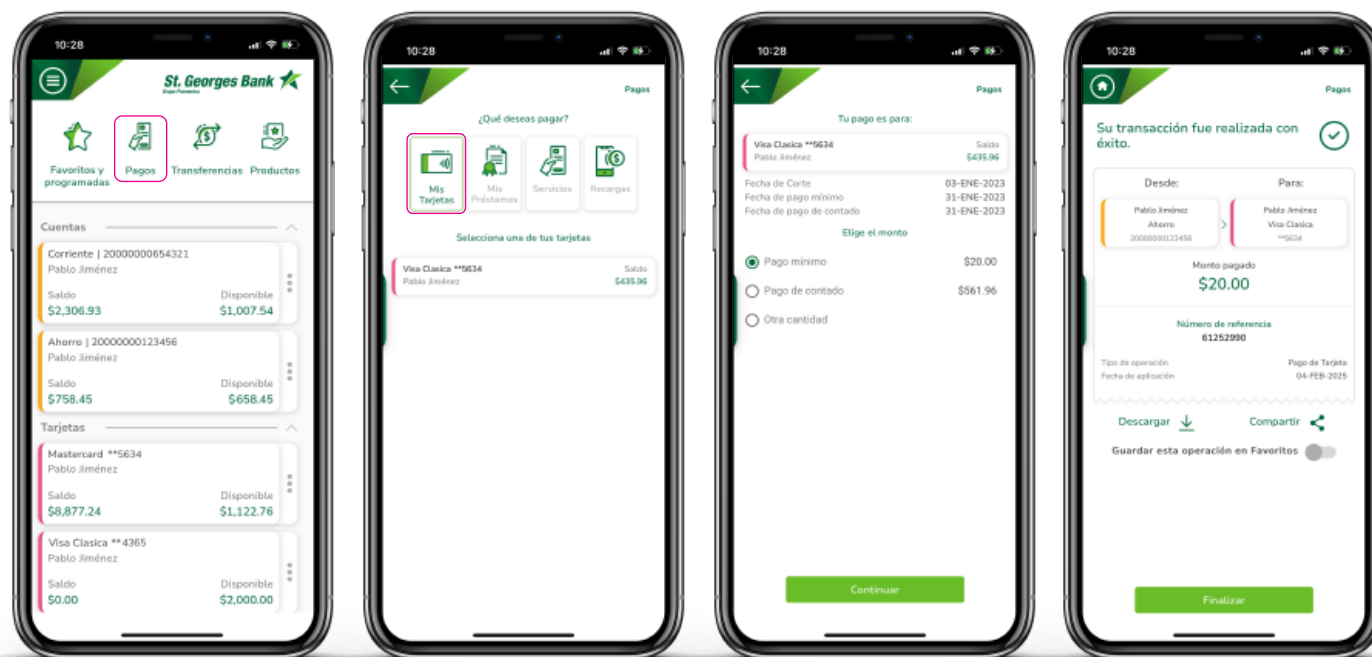 10:28
St. Georges Bank
Grupo Promerica
Favoritos y
programadas
Pagos
Transferencias
Productos
Cuentas
Corriente | 20000000654321
Pablo Jiménez
Saldo
Disponible
$2,306.93
$1,007.54
Ahorro | 20000000123456
Pablo Jiménez
Saldo
Disponible
$758.45
$658.45
Tarjetas
Mastercard **5634
Pablo Jiménez
Saldo
Disponible
$8,877.24
$1,122.76
Visa Clasica **4365
Pablo Jiménez
Saldo
Disponible
$0.00
$2,000.00
10:28
Pagos
¿Qué deseas pagar?
Mis
Tarjetas
Mis
Préstamos
Servicios
Recargas
Selecciona una de tus tarjetas
Visa Clasica **5634
Saldo
Pablo Jiménez
$435.96
10:28
Pagos
Tu pago es para:
Visa Clasica **5634
Saldo
Pablo Jiménez
$435.96
Fecha de Corte
03-ENE-2023
Fecha de pago mínimo
31-ENE-2023
Fecha de pago de contado
31-ENE-2023
Elige el monto
Pago mínimo
$20.00
Pago de contado
$561.96
Otra cantidad
Continuar
10:28
Pagos
Su transacción fue realizada con
éxito.
Desde:
Para:
Pablo Jiménez
Ahorro
20000000123456
Pablo Jiménez
Visa Clasica
**5634
Monto pagado
$20.00
Número de referencia
61252990
Tipo de operación
Pago de Tarjeta
Fecha de aplicación
04-FEB-2025
Descargar
Compartir
Guardar esta operación en Favoritos
Finalizar